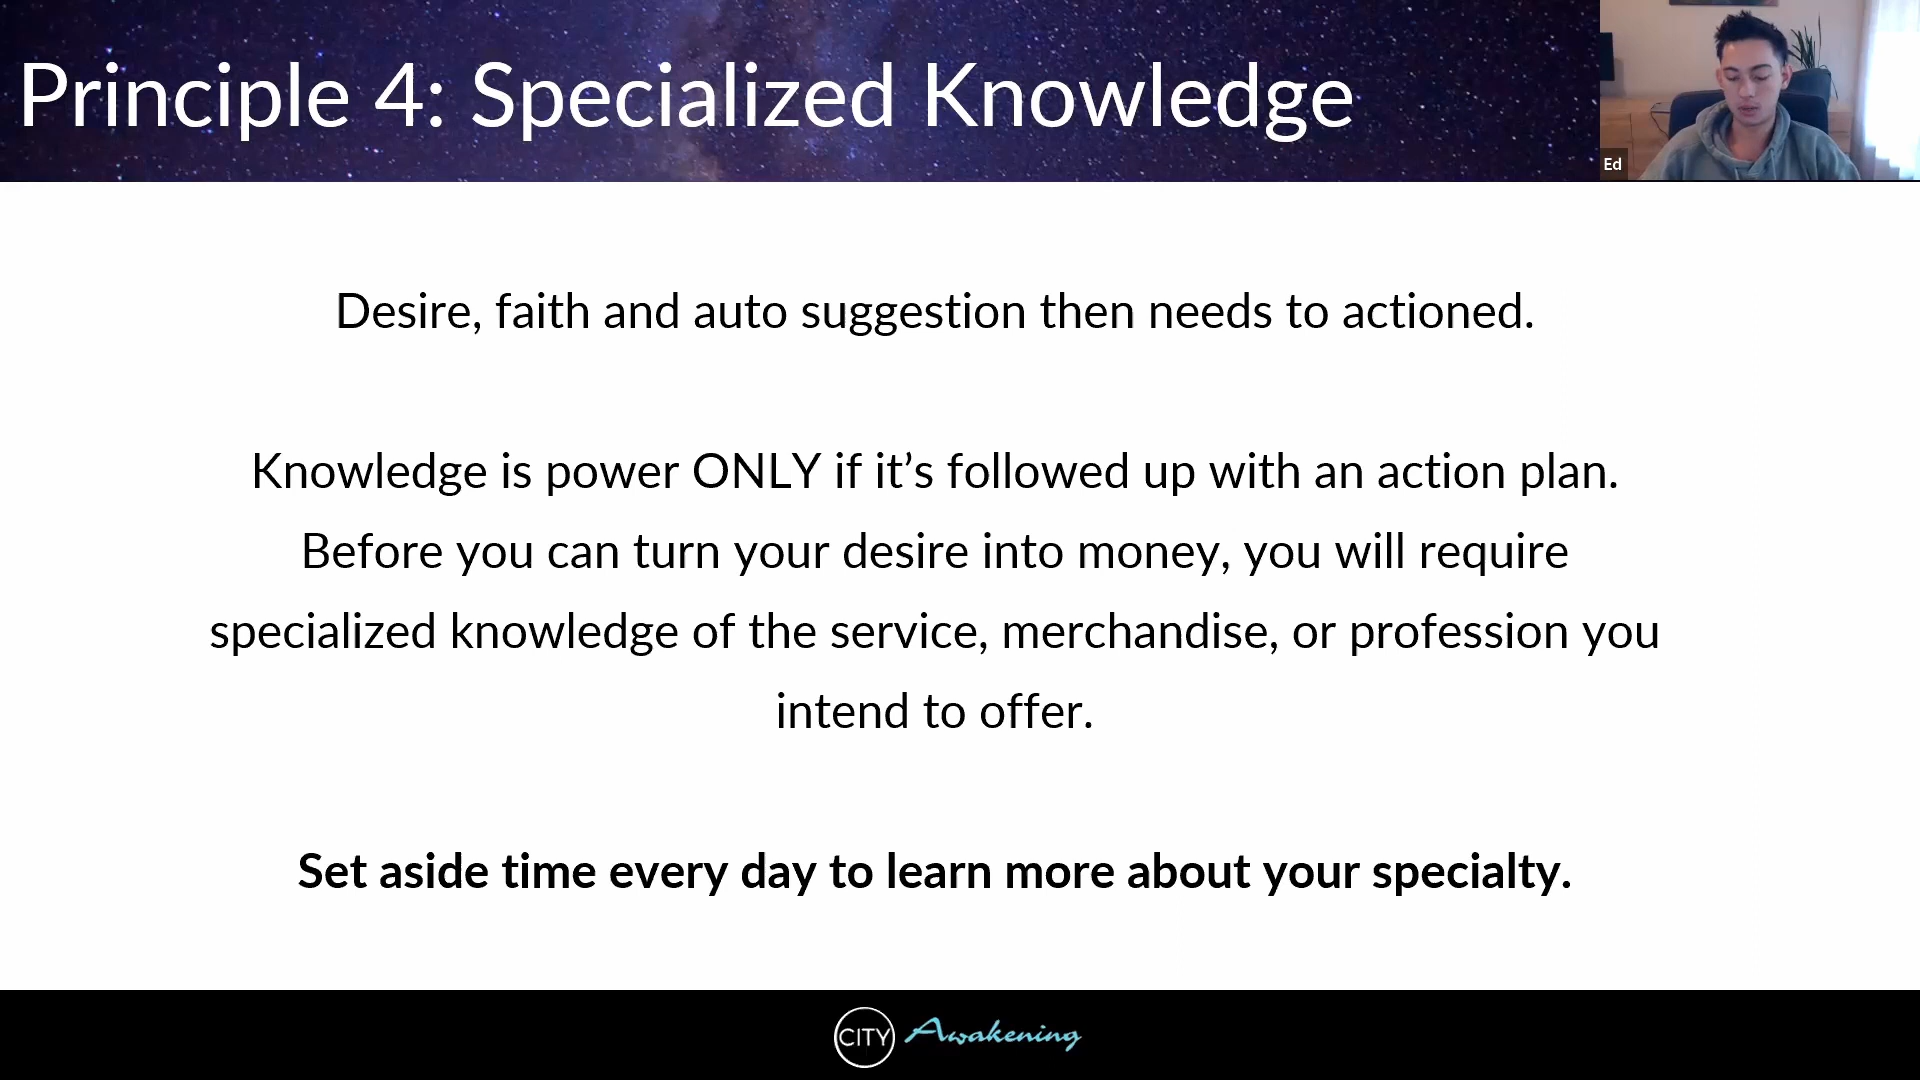 Principle 4: Specialized Knowledge
Ed
Desire, faith and auto suggestion then needs to actioned.
Knowledge is power ONLY if it’s followed up with an action plan.
Before you can turn your desire into money, you will require
specialized knowledge of the service, merchandise, or profession you
intend to offer.
Set aside time every day to learn more about your specialty.
CITY Awakening